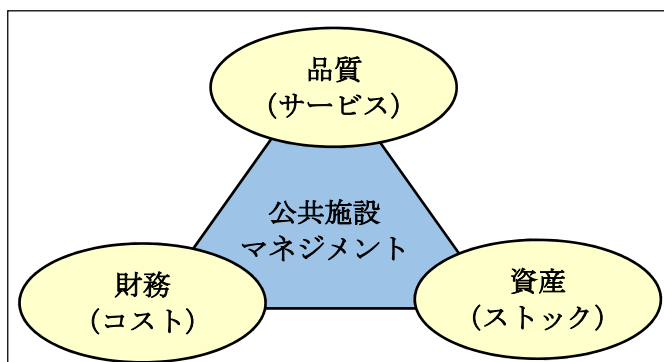 品質
(サービス)
公共施設
マネジメント
財務
(コスト)
資産
(ストック)